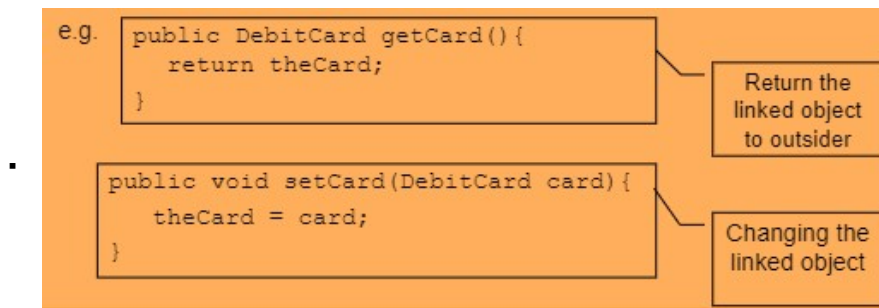 e.g.
public DebitCard getCard(){
return theCard;
}
Return the
linked object
to outsider
public void setCard(DebitCard card){
theCard = card;
}
Changing the
linked object